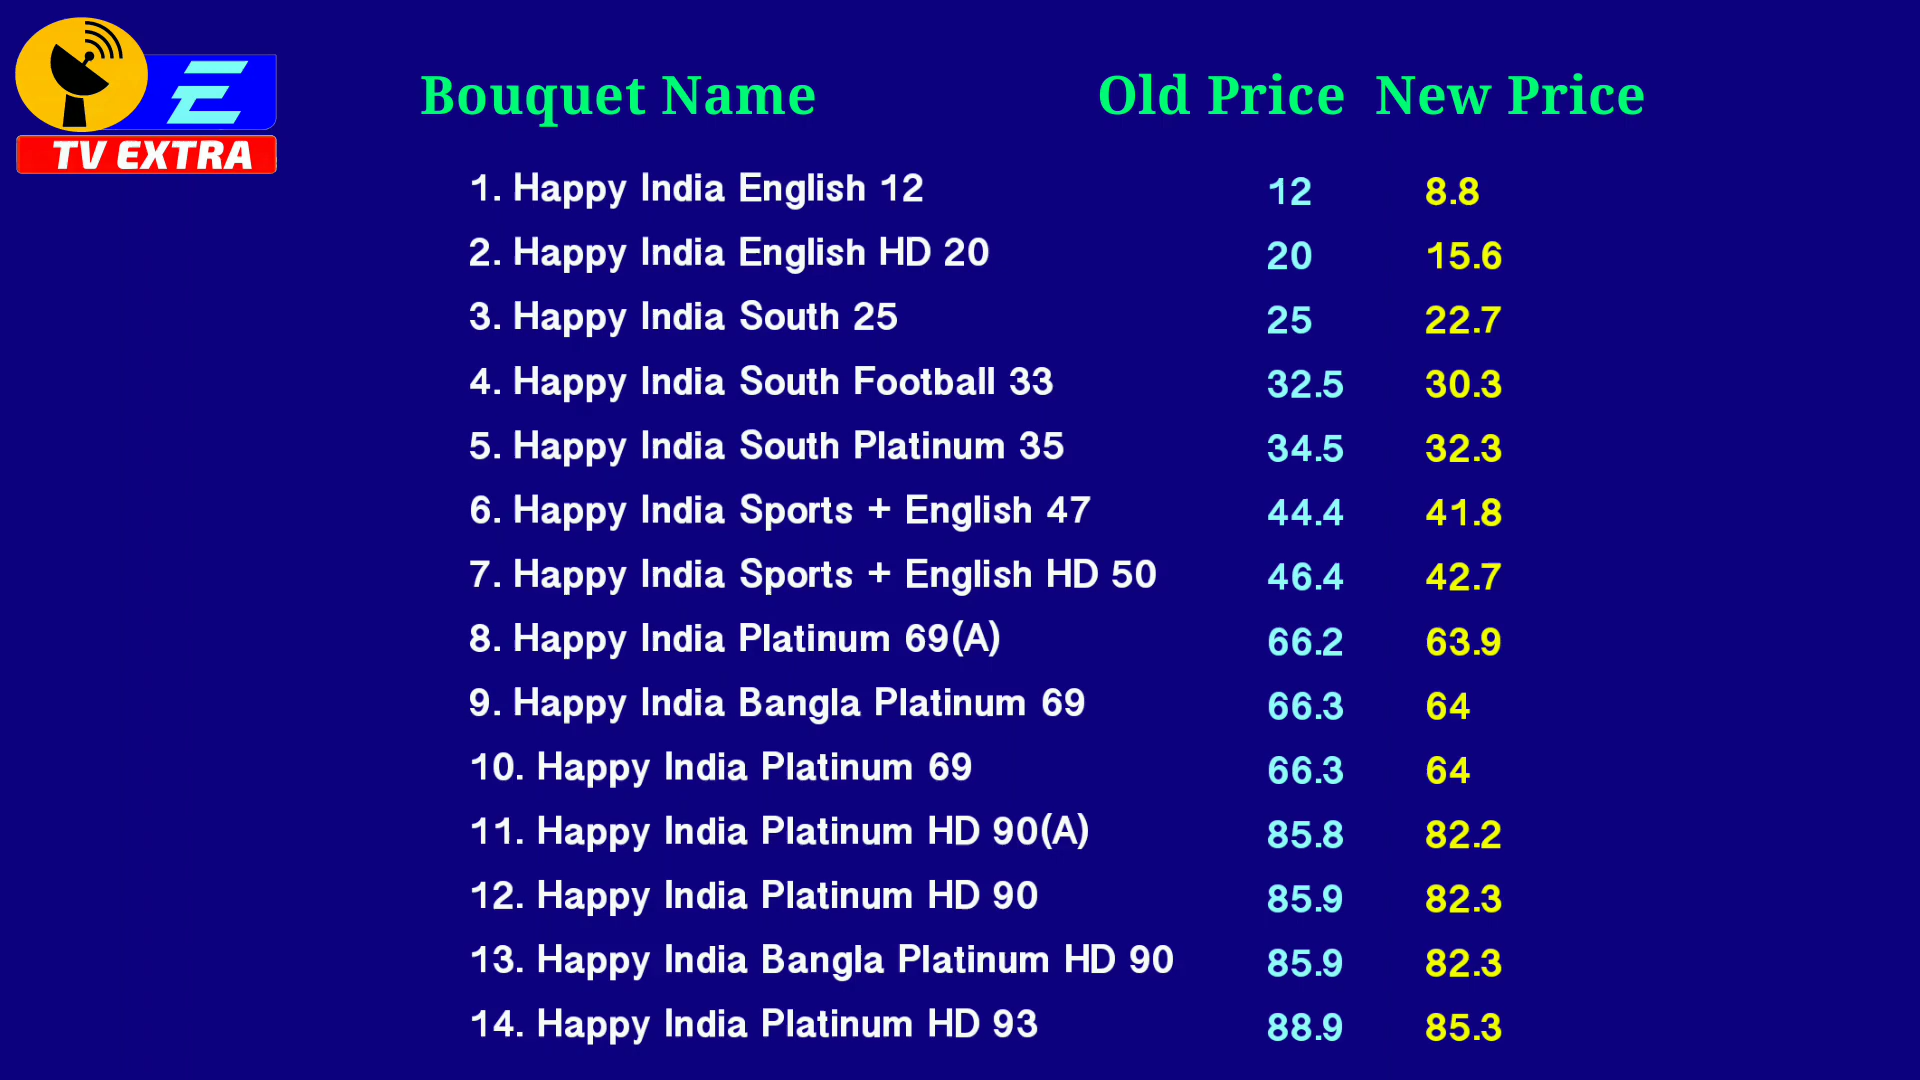 E
TV EXTRA
Bouquet Name Old Price New Price
1. Happy India English 12 12 8.8
2. Happy India English HD 20 20 15.6
3. Happy India South 25 25 22.7
4. Happy India South Football 33 32.5 30.3
5. Happy India South Platinum 35 34.5 32.3
6. Happy India Sports + English 47 44.4 41.8
7. Happy India Sports + English HD 50 46.4 42.7
8. Happy India Platinum 69(A) 66.2 63.9
9. Happy India Bangla Platinum 69 66.3 64
10. Happy India Platinum 69 66.3 64
11. Happy India Platinum HD 90(A) 85.8 82.2
12. Happy India Platinum HD 90 85.9 82.3
13. Happy India Bangla Platinum HD 90 85.9 82.3
14. Happy India Platinum HD 93 88.9 85.3